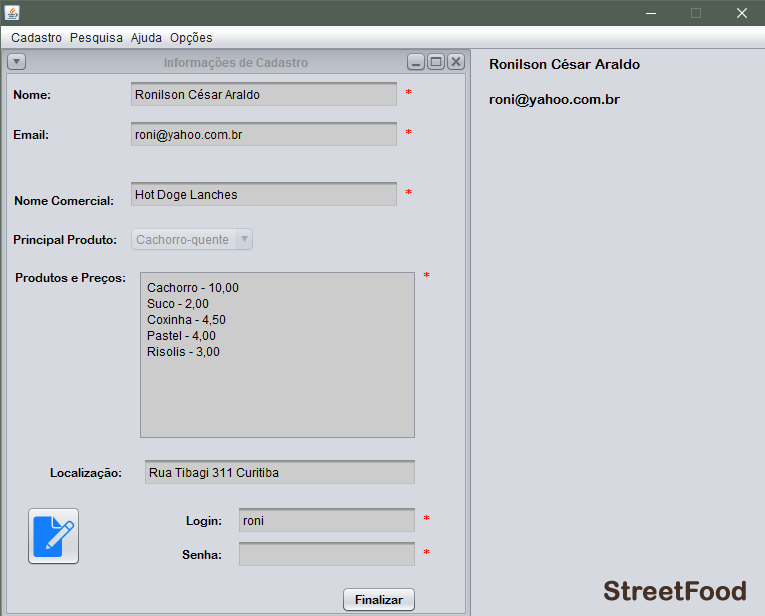 Cadastro Pesquisa Ajuda Opções
Informações de Cadastro
Nome: Ronilson César Araldo *
Email: roni@yahoo.com.br *
Nome Comercial: Hot Doge Lanches *
Principal Produto: Cachorro-quente
Produtos e Preços: *
Cachorro - 10,00
Suco - 2,00
Coxinha - 4,50
Pastel - 4,00
Risolis - 3,00
Localização: Rua Tibagi 311 Curitiba
Login: roni *
Senha: *
Finalizar
Ronilson César Araldo
roni@yahoo.com.br
StreetFood